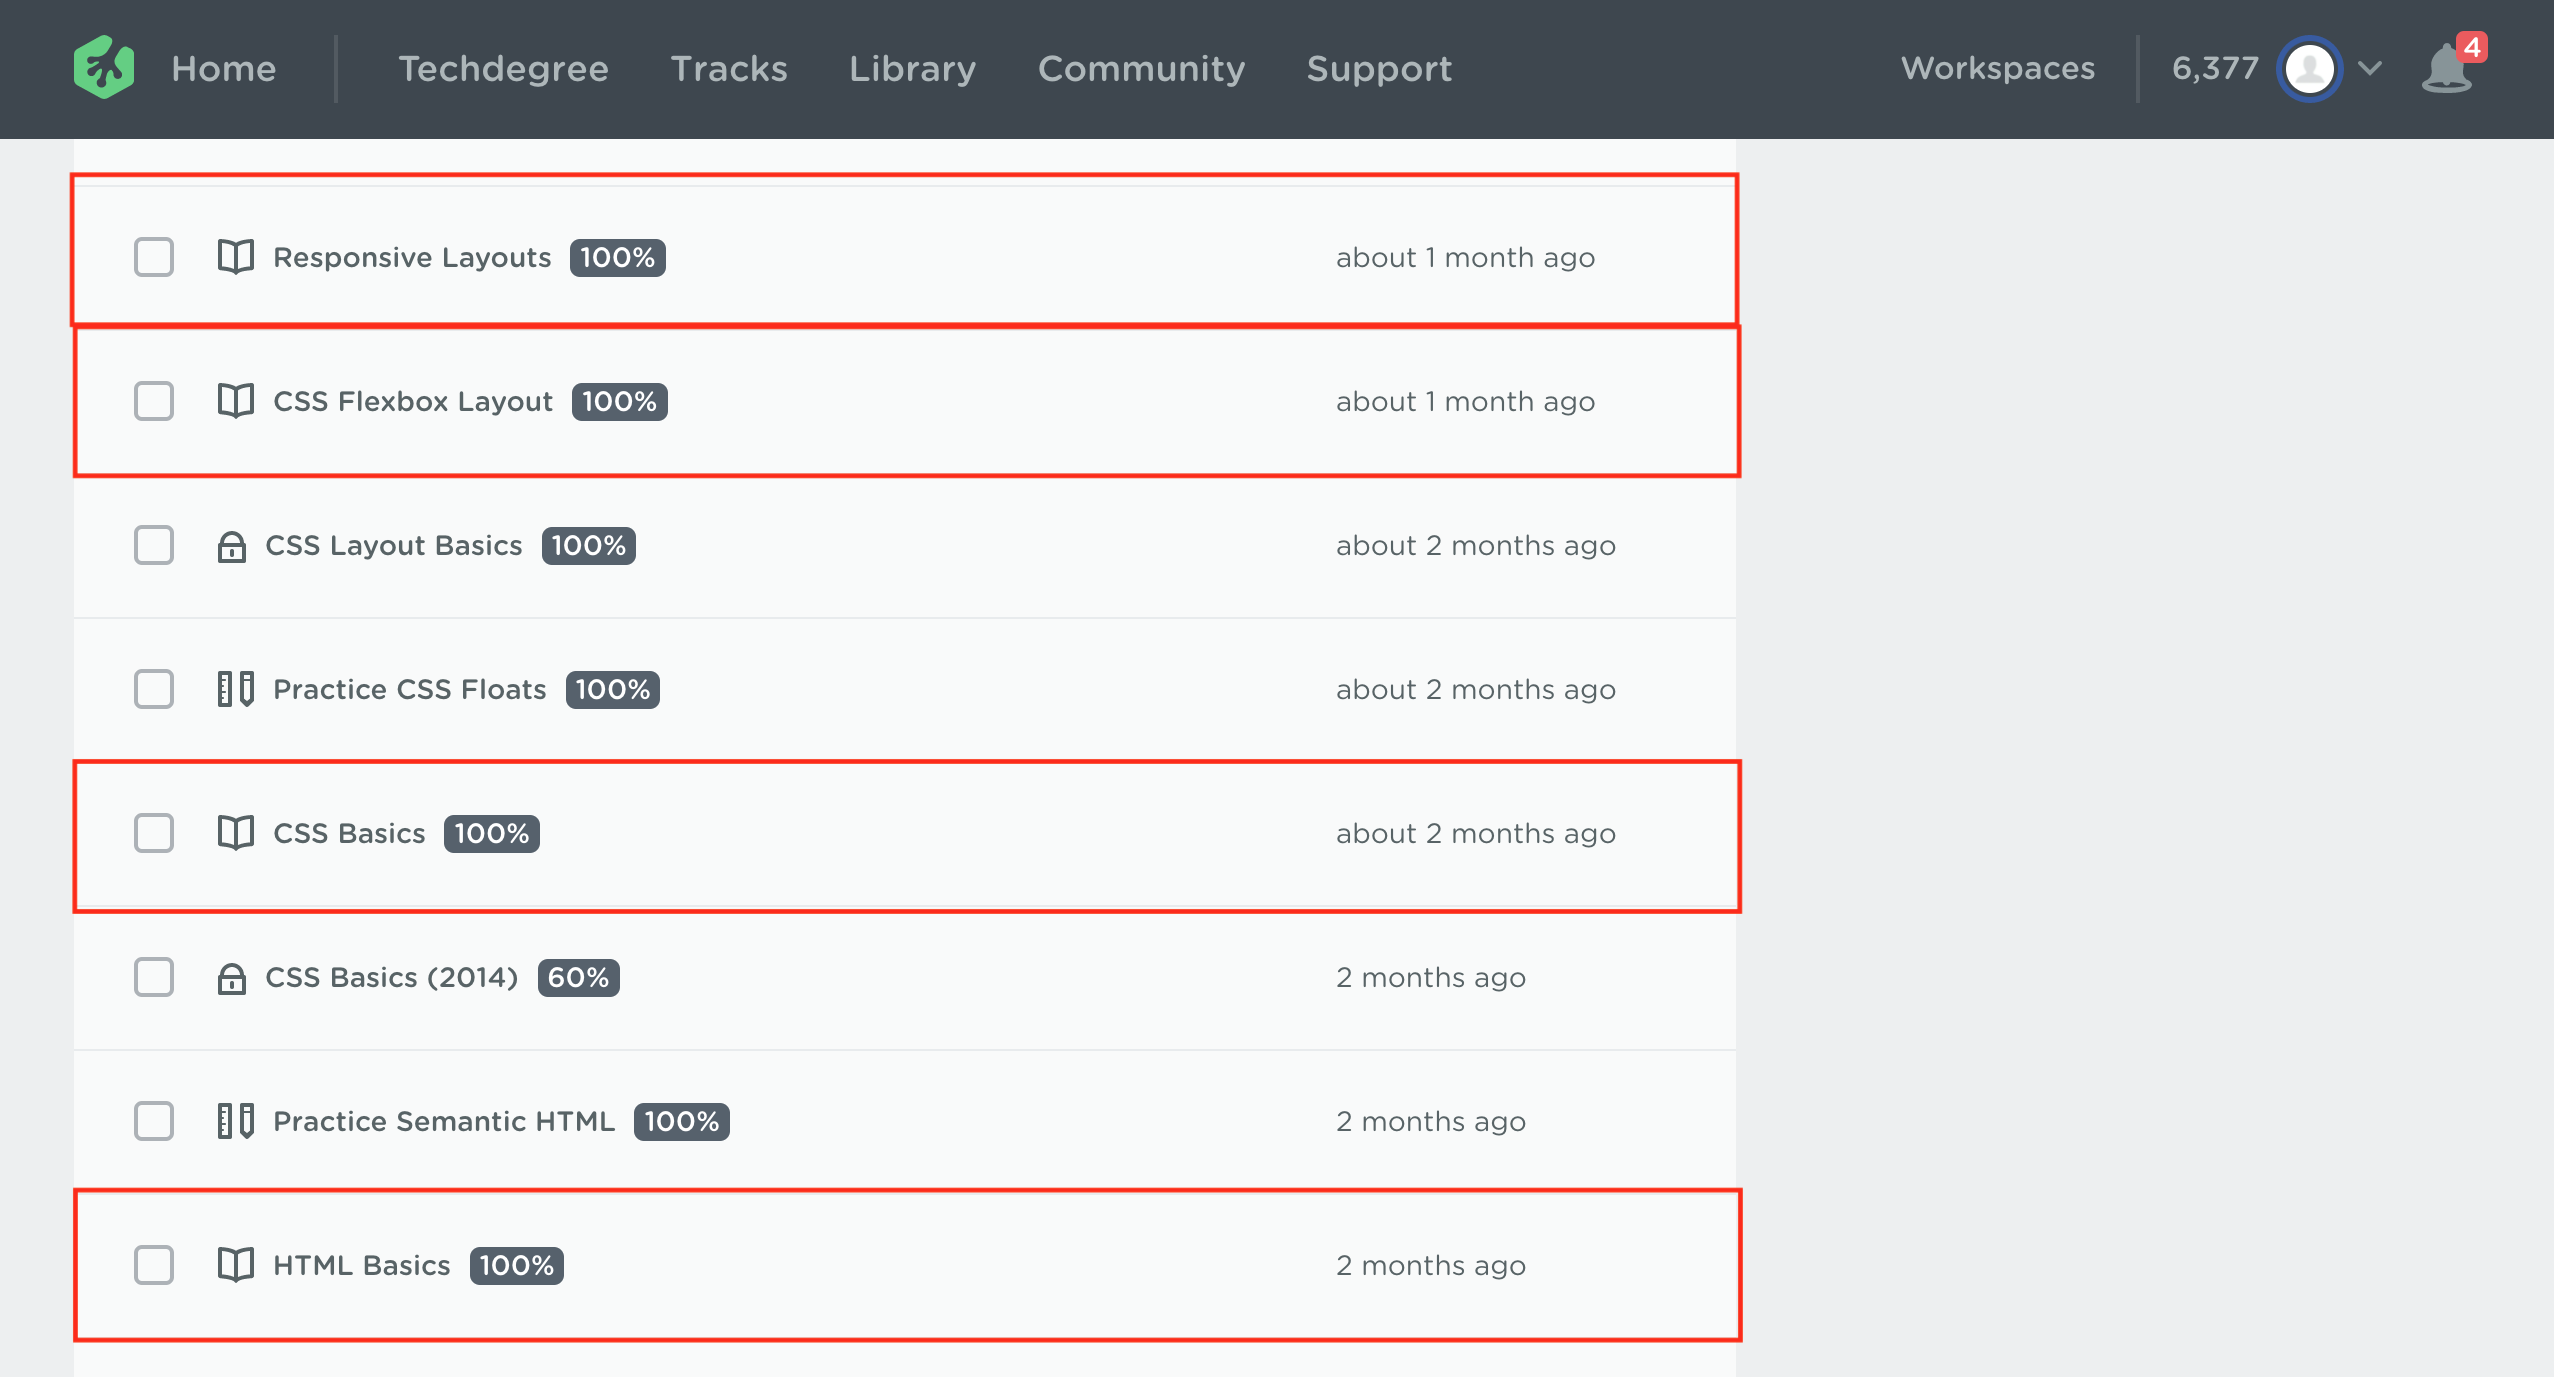 Home Techdegree Tracks Library Community Support Workspaces 6,377 4
Responsive Layouts 100% about 1 month ago
CSS Flexbox Layout 100% about 1 month ago
CSS Layout Basics 100% about 2 months ago
Practice CSS Floats 100% about 2 months ago
CSS Basics 100% about 2 months ago
CSS Basics (2014) 60% 2 months ago
Practice Semantic HTML 100% 2 months ago
HTML Basics 100% 2 months ago